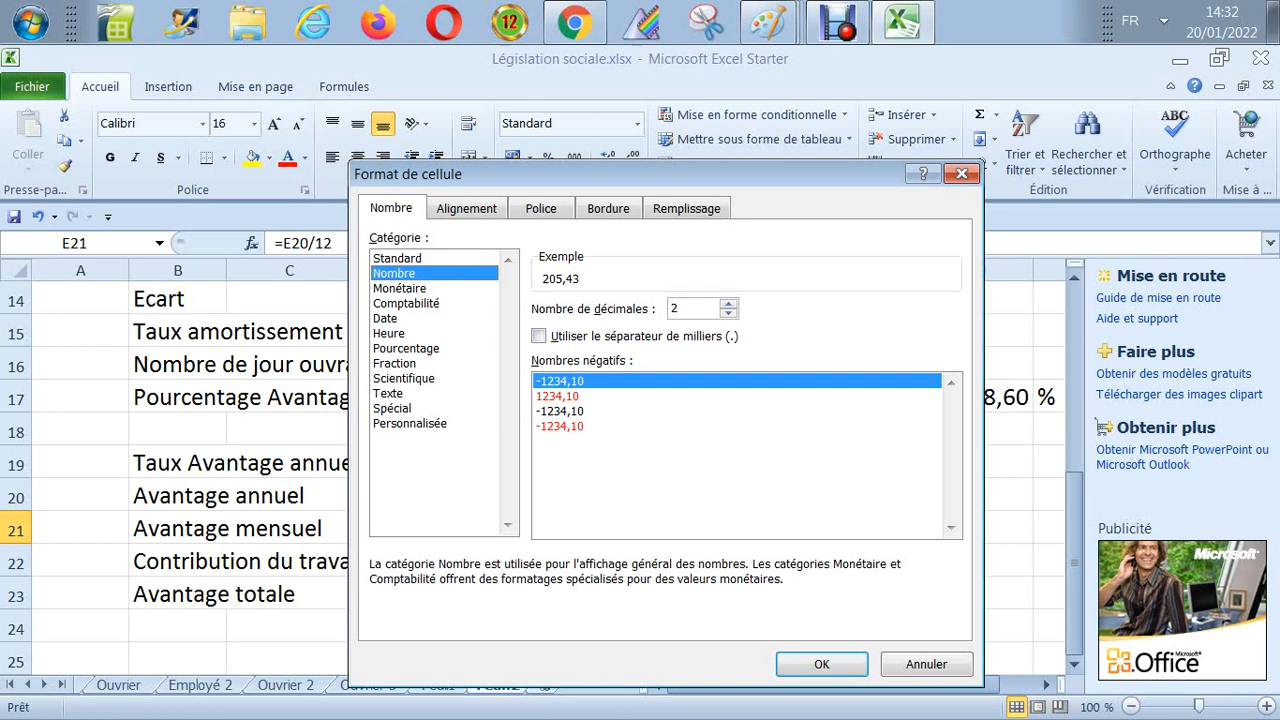 12
FR
14:32
20/01/2022
Législation sociale.xlsx - Microsoft Excel Starter
Fichier
Accueil
Insertion
Mise en page
Formules
Coller
Presse-pa...
Calibri
16
G I S
A A
Police
Standard
Mise en forme conditionnelle
Mettre sous forme de tableau
Insérer
Supprimer
Σ
Trier et
filtrer
Rechercher et
sélectionner
Édition
ABC
Orthographe
Vérification
Acheter
Mise à ...
E21
fx
=E20/12
A
B
C
14
Ecart
15
Taux amortissement
16
Nombre de jour ouvra
17
Pourcentage Avantag
8,60 %
18
19
Taux Avantage annue
20
Avantage annuel
21
Avantage mensuel
22
Contribution du trava
23
Avantage totale
24
25
Format de cellule
Nombre
Alignement
Police
Bordure
Remplissage
Catégorie :
Standard
Nombre
Monétaire
Comptabilité
Date
Heure
Pourcentage
Fraction
Scientifique
Texte
Spécial
Personnalisée
Exemple
205,43
Nombre de décimales :
2
Utiliser le séparateur de milliers (.)
Nombres négatifs :
-1234,10
1234,10
-1234,10
-1234,10
La catégorie Nombre est utilisée pour l'affichage général des nombres. Les catégories Monétaire et
Comptabilité offrent des formatages spécialisés pour des valeurs monétaires.
OK
Annuler
Mise en route
Guide de mise en route
Aide et support
Faire plus
Obtenir des modèles gratuits
Télécharger des images clipart
Obtenir plus
Obtenir Microsoft PowerPoint ou
Microsoft Outlook
Publicité
Microsoft
Office
Ouvrier
Employé 2
Ouvrier 2
Prêt
100 %